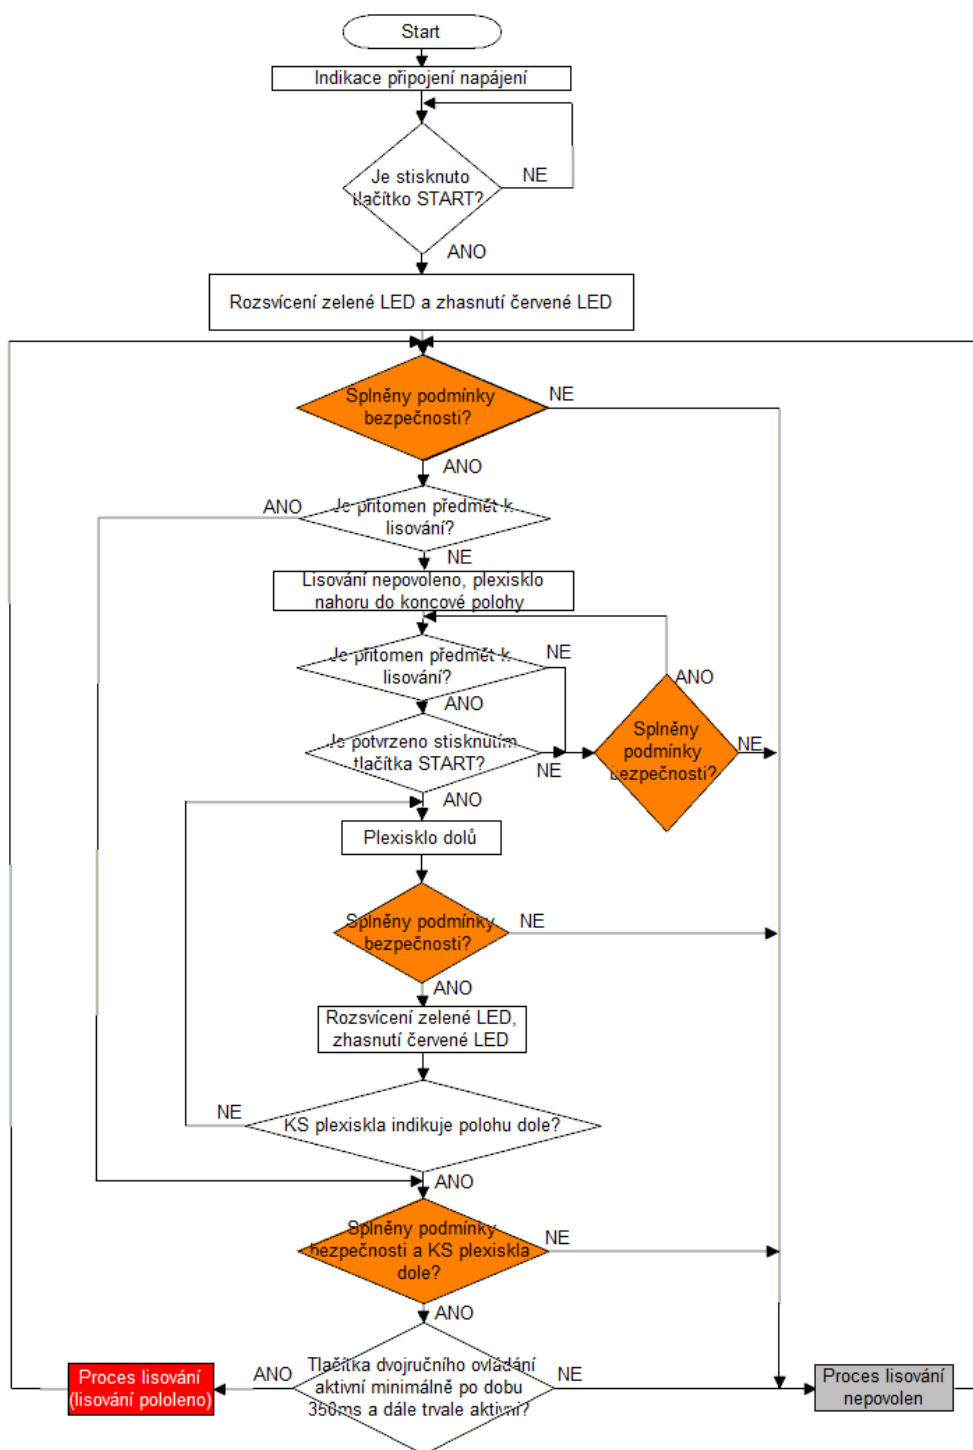 Start
Indikace připojení napájení
Je stisknuto
tlačítko START?
NE
ANO
Rozsvícení zelené LED a zhasnutí červené LED
Splněny podmínky
bezpečnosti?
NE
ANO
ANO
Je přítomen předmět k
lisování?
NE
Lisování nepovoleno, plexisklo
nahoru do koncové polohy
Je přítomen předmět k
lisování?
NE
ANO
ANO
Je potvrzeno stisknutím
tlačítka START?
NE
Splněny
podmínky
bezpečnosti?
NE
ANO
Plexisklo dolů
Splněny podmínky
bezpečnosti?
NE
ANO
Rozsvícení zelené LED,
zhasnutí červené LED
NE
KS plexiskla indikuje polohu dole?
ANO
Splněny podmínky
bezpečnosti a KS plexiskla
dole?
NE
ANO
Tlačítka dvojručního ovládání
aktivní minimálně po dobu
350ms a dále trvale aktivní?
ANO
NE
Proces lisování
(lisování pololeno)
Proces lisování
nepovolen